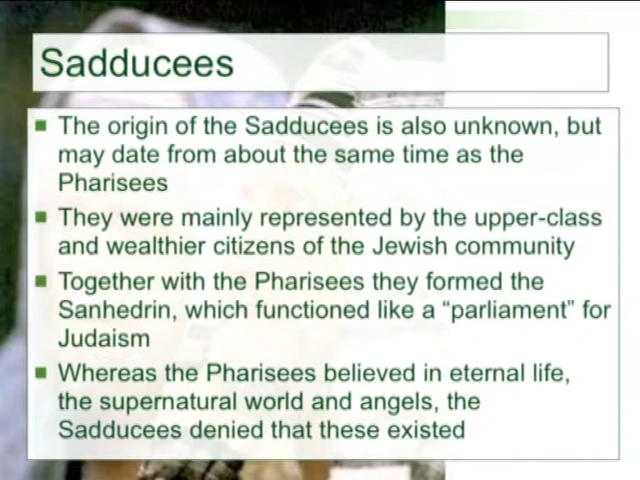 Sadducees
The origin of the Sadducees is also unknown, but
may date from about the same time as the
Pharisees
They were mainly represented by the upper-class
and wealthier citizens of the Jewish community
Together with the Pharisees they formed the
Sanhedrin, which functioned like a “parliament” for
Judaism
Whereas the Pharisees believed in eternal life,
the supernatural world and angels, the
Sadducees denied that these existed